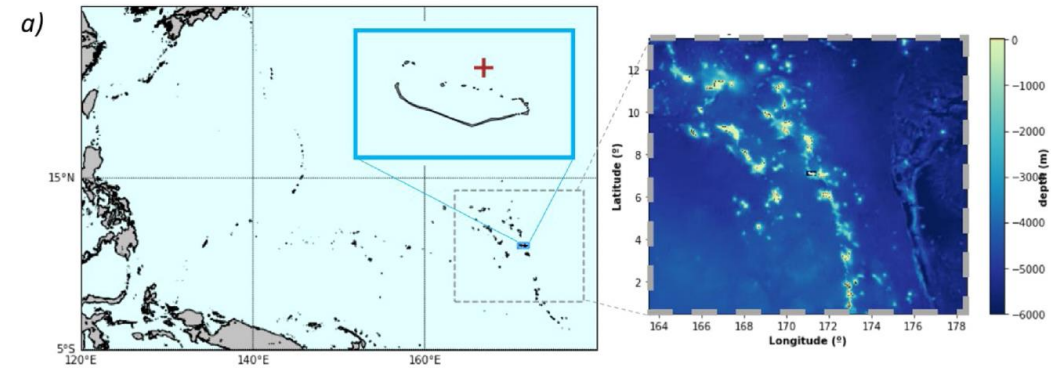 a)
15°N
5°S
120°E
140°E
160°E
Latitude (º)
12
10
8
6
4
2
164
166
168
170
172
174
176
178
Longitude (º)
0
−1000
−2000
−3000
−4000
−5000
−6000
depth (m)